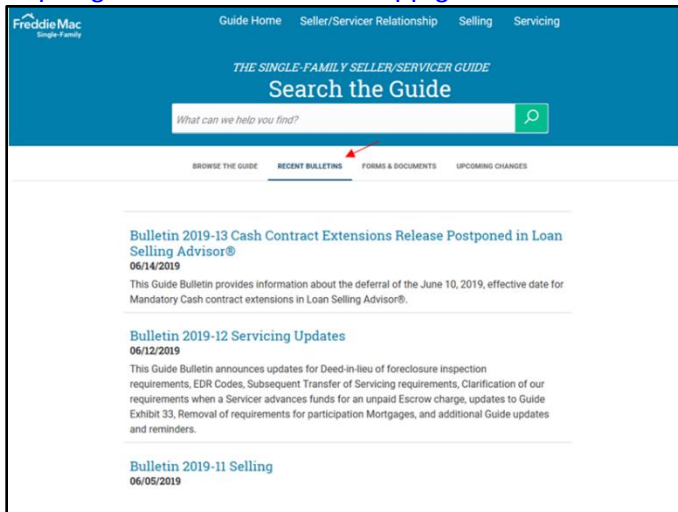 Freddie Mac
Single-Family
Guide Home Seller/Servicer Relationship Selling Servicing
THE SINGLE-FAMILY SELLER/SERVICER GUIDE
Search the Guide
What can we help you find?
BROWSE THE GUIDE RECENT BULLETINS FORMS & DOCUMENTS UPCOMING CHANGES
Bulletin 2019-13 Cash Contract Extensions Release Postponed in Loan
Selling Advisor®
06/14/2019
This Guide Bulletin provides information about the deferral of the June 10, 2019, effective date for
Mandatory Cash contract extensions in Loan Selling Advisor®.
Bulletin 2019-12 Servicing Updates
06/12/2019
This Guide Bulletin announces updates for Deed-in-lieu of foreclosure inspection
requirements, EDR Codes, Subsequent Transfer of Servicing requirements, Clarification of our
requirements when a Servicer advances funds for an unpaid Escrow charge, updates to Guide
Exhibit 33, Removal of requirements for participation Mortgages, and additional Guide updates
and reminders.
Bulletin 2019-11 Selling
06/05/2019